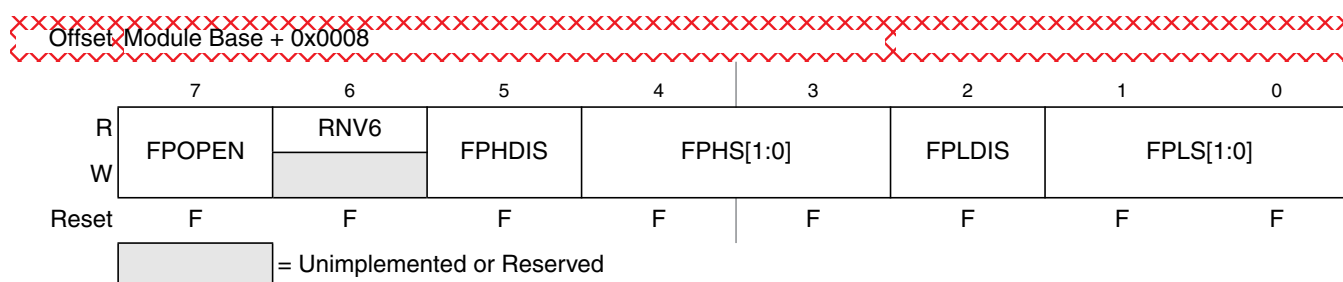 Offset Module Base + 0x0008
7 6 5 4 3 2 1 0
R FPOPEN RNV6 FPHDIS FPHS[1:0] FPLDIS FPLS[1:0]
W
Reset F F F F F F F F
= Unimplemented or Reserved